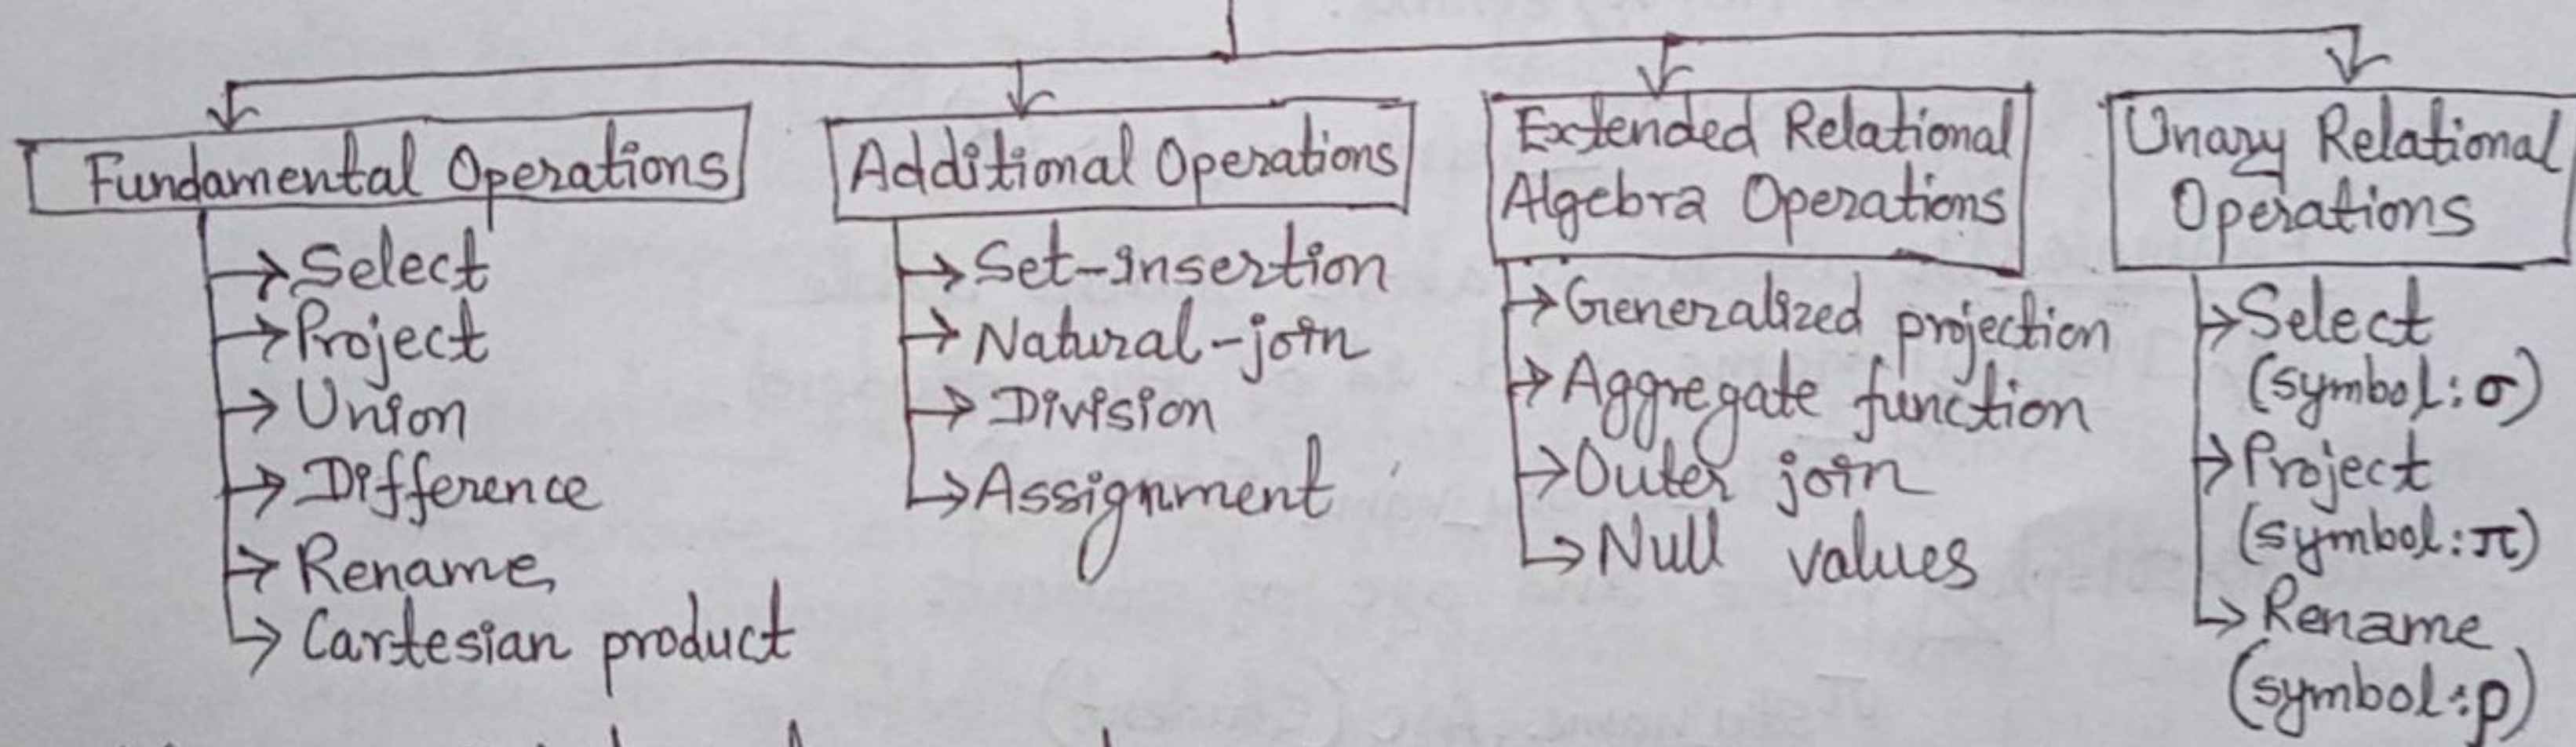 Fundamental Operations
→ Select
→ Project
→ Union
→ Difference
→ Rename
→ Cartesian product
Additional Operations
→ Set-Insertion
→ Natural-join
→ Division
→ Assignment
Extended Relational
Algebra Operations
→ Generalized projection
→ Aggregate function
→ Outer join
→ Null values
Unary Relational
Operations
→ Select
(symbol: σ)
→ Project
(symbol: π)
→ Rename
(symbol: ρ)